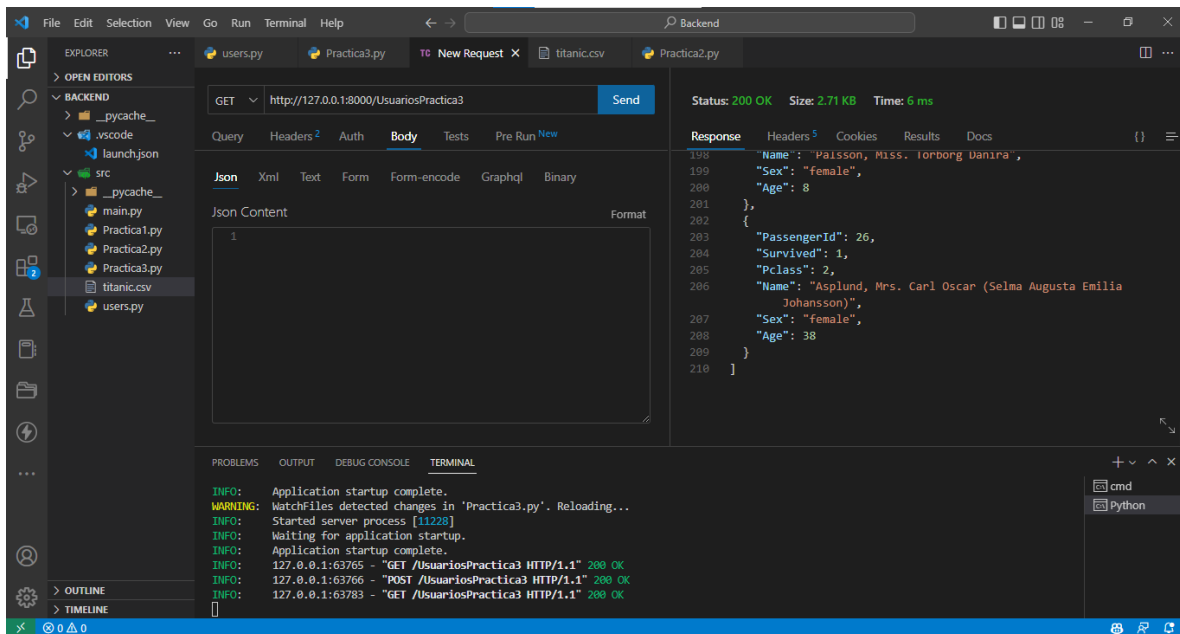 File Edit Selection View Go Run Terminal Help
Backend
EXPLORER
OPEN EDITORS
BACKEND
__pycache__
.vscode
launch.json
src
__pycache__
main.py
Practica1.py
Practica2.py
Practica3.py
titanic.csv
users.py
OUTLINE
TIMELINE
2
users.py Practica3.py TC New Request titanic.csv Practica2.py
GET http://127.0.0.1:8000/UsuariosPractica3 Send
Query Headers 2 Auth Body Tests Pre Run New
Json Xml Text Form Form-encode Graphql Binary
Json Content Format
1
Status: 200 OK Size: 2.71 KB Time: 6 ms
Response Headers 5 Cookies Results Docs {}
198 "Name": "Palsson, Miss. Torborg Danira",
199 "Sex": "female",
200 "Age": 8
201 },
202 {
203 "PassengerId": 26,
204 "Survived": 1,
205 "Pclass": 2,
206 "Name": "Asplund, Mrs. Carl Oscar (Selma Augusta Emilia
Johansson)",
207 "Sex": "female",
208 "Age": 38
209 }
210 ]
PROBLEMS OUTPUT DEBUG CONSOLE TERMINAL
INFO: Application startup complete.
WARNING: WatchFiles detected changes in 'Practica3.py'. Reloading...
INFO: Started server process [11228]
INFO: Waiting for application startup.
INFO: Application startup complete.
INFO: 127.0.0.1:63765 - "GET /UsuariosPractica3 HTTP/1.1" 200 OK
INFO: 127.0.0.1:63766 - "POST /UsuariosPractica3 HTTP/1.1" 200 OK
INFO: 127.0.0.1:63783 - "GET /UsuariosPractica3 HTTP/1.1" 200 OK
cmd
Python
0 0